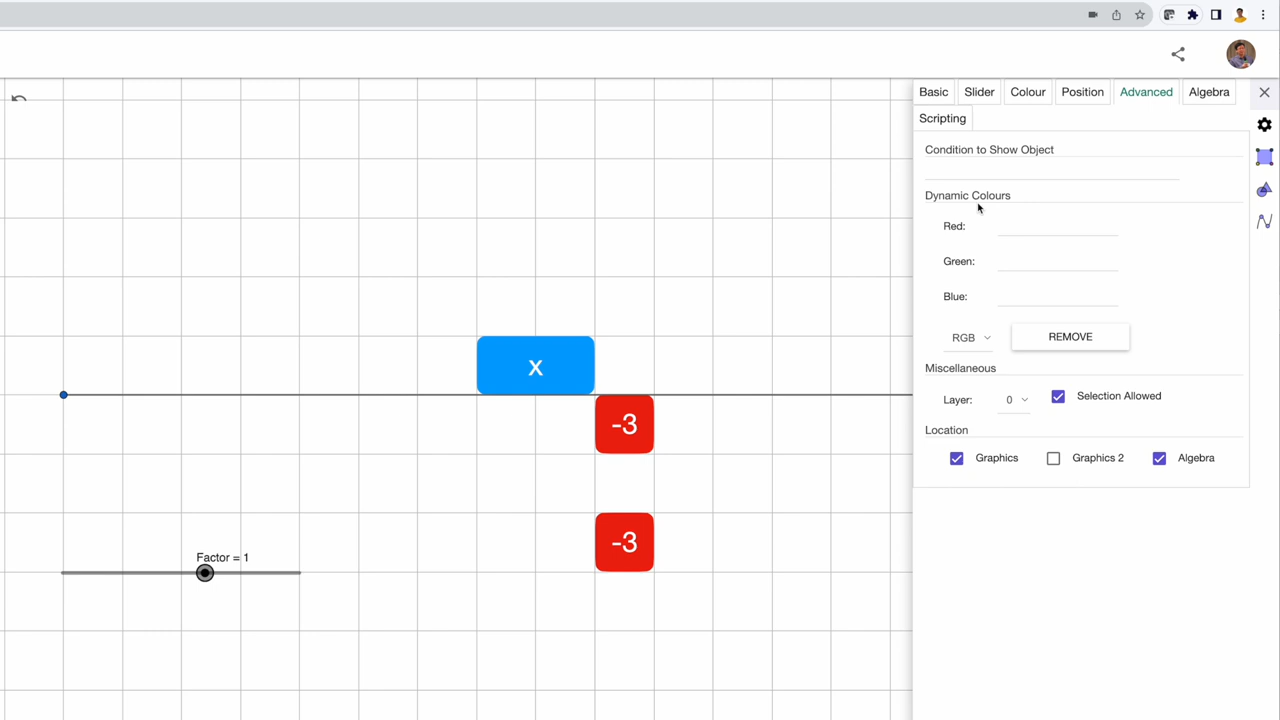 Basic Slider Colour Position Advanced Algebra
Scripting
Condition to Show Object
Dynamic Colours
Red:
Green:
Blue:
RGB REMOVE
Miscellaneous
Layer: 0 Selection Allowed
Location
Graphics Graphics 2 Algebra
x
-3
-3
Factor = 1